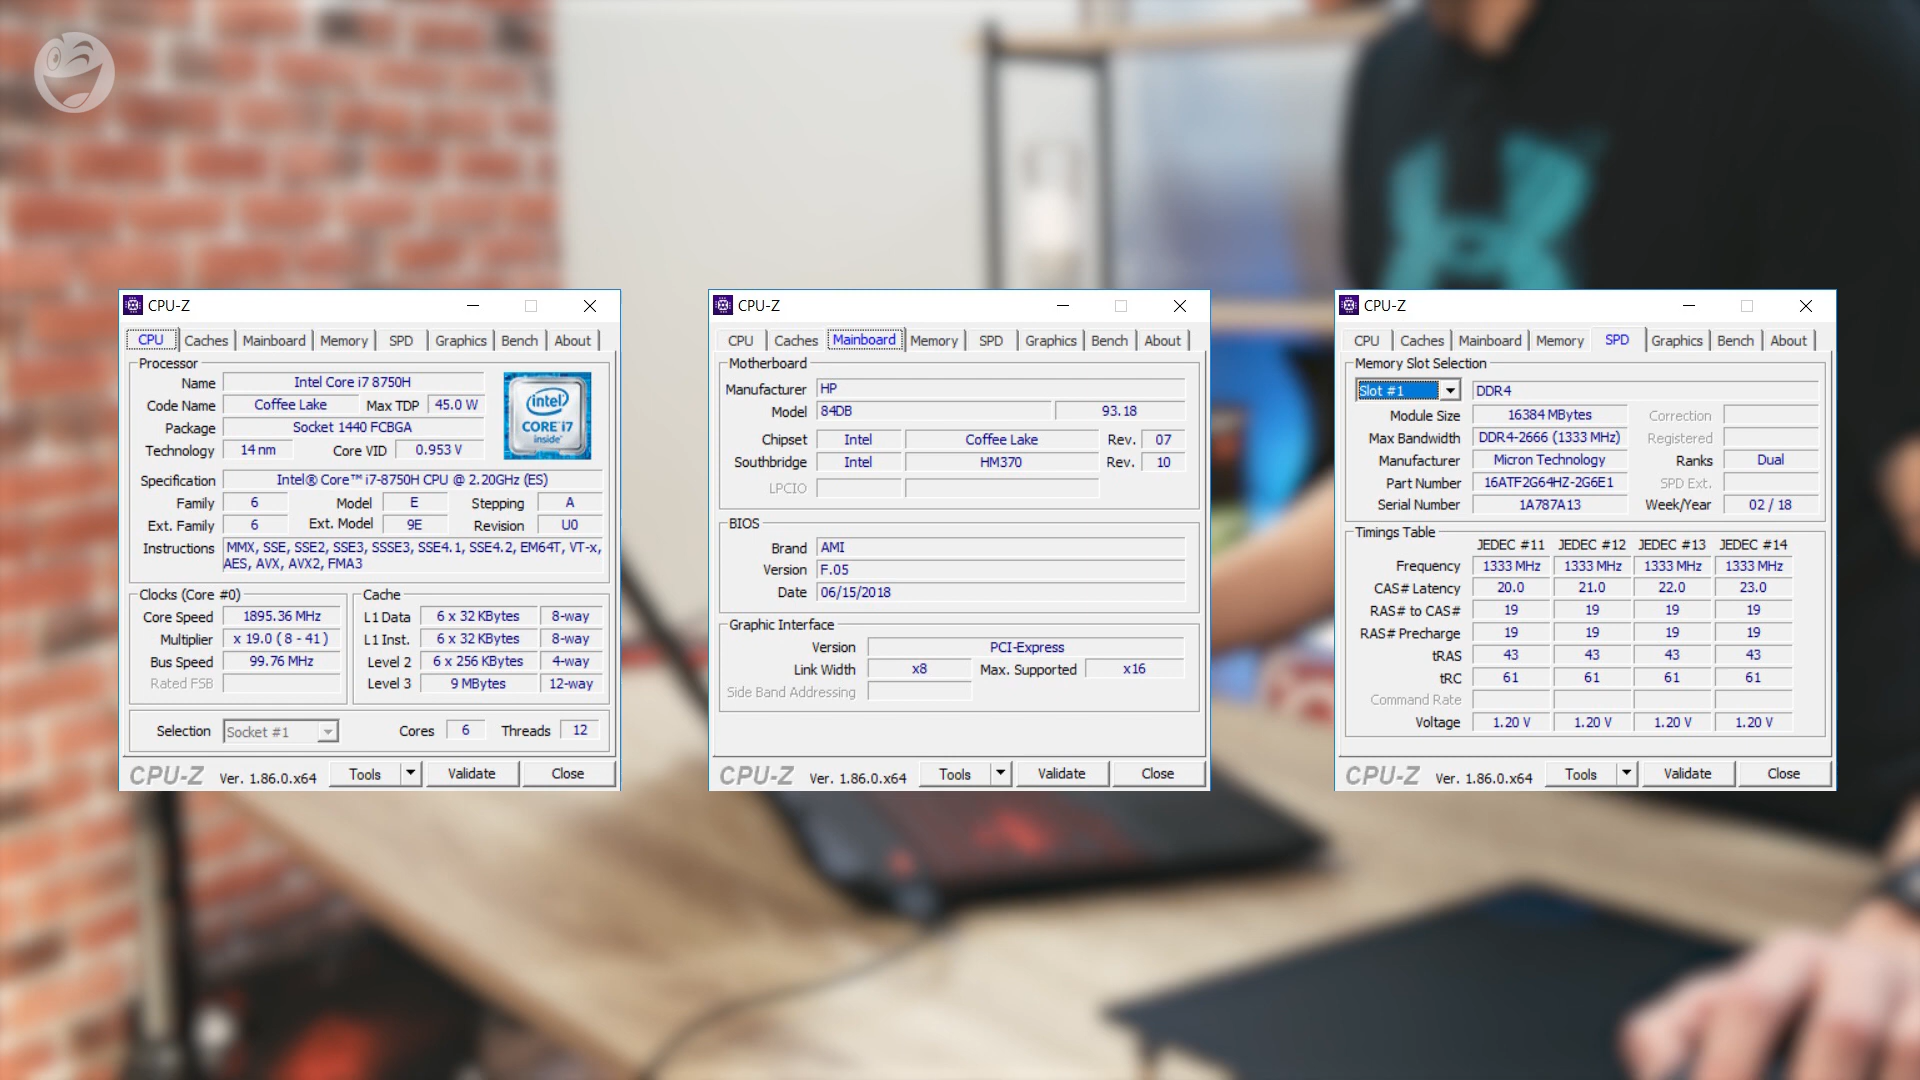 CPU-Z
CPU Caches Mainboard Memory SPD Graphics Bench About
Processor
Name Intel Core i7 8750H
Code Name Coffee Lake Max TDP 45.0 W
Package Socket 1440 FCBGA
Technology 14 nm Core VID 0.953 V
intel
CORE i7
inside
Specification Intel® Core™ i7-8750H CPU @ 2.20GHz (ES)
Family 6 Model E Stepping A
Ext. Family 6 Ext. Model 9E Revision U0
Instructions MMX, SSE, SSE2, SSE3, SSSE3, SSE4.1, SSE4.2, EM64T, VT-x,
AES, AVX, AVX2, FMA3
Clocks (Core #0)
Core Speed 1895.36 MHz
Multiplier x 19.0 ( 8 - 41 )
Bus Speed 99.76 MHz
Rated FSB
Cache
L1 Data 6 x 32 KBytes 8-way
L1 Inst. 6 x 32 KBytes 8-way
Level 2 6 x 256 KBytes 4-way
Level 3 9 MBytes 12-way
Selection Socket #1 Cores 6 Threads 12
CPU-Z Ver. 1.86.0.x64 Tools Validate Close
CPU-Z
CPU Caches Mainboard Memory SPD Graphics Bench About
Motherboard
Manufacturer HP
Model 84DB 93.18
Chipset Intel Coffee Lake Rev. 07
Southbridge Intel HM370 Rev. 10
LPCIO
BIOS
Brand AMI
Version F.05
Date 06/15/2018
Graphic Interface
Version PCI-Express
Link Width x8 Max. Supported x16
Side Band Addressing
CPU-Z Ver. 1.86.0.x64 Tools Validate Close
CPU-Z
CPU Caches Mainboard Memory SPD Graphics Bench About
Memory Slot Selection
Slot #1 DDR4
Module Size 16384 MBytes Correction
Max Bandwidth DDR4-2666 (1333 MHz) Registered
Manufacturer Micron Technology Ranks Dual
Part Number 16ATF2G64HZ-2G6E1 SPD Ext.
Serial Number 1A787A13 Week/Year 02 / 18
Timings Table
JEDEC #11 JEDEC #12 JEDEC #13 JEDEC #14
Frequency 1333 MHz 1333 MHz 1333 MHz 1333 MHz
CAS# Latency 20.0 21.0 22.0 23.0
RAS# to CAS# 19 19 19 19
RAS# Precharge 19 19 19 19
tRAS 43 43 43 43
tRC 61 61 61 61
Command Rate
Voltage 1.20 V 1.20 V 1.20 V 1.20 V
CPU-Z Ver. 1.86.0.x64 Tools Validate Close